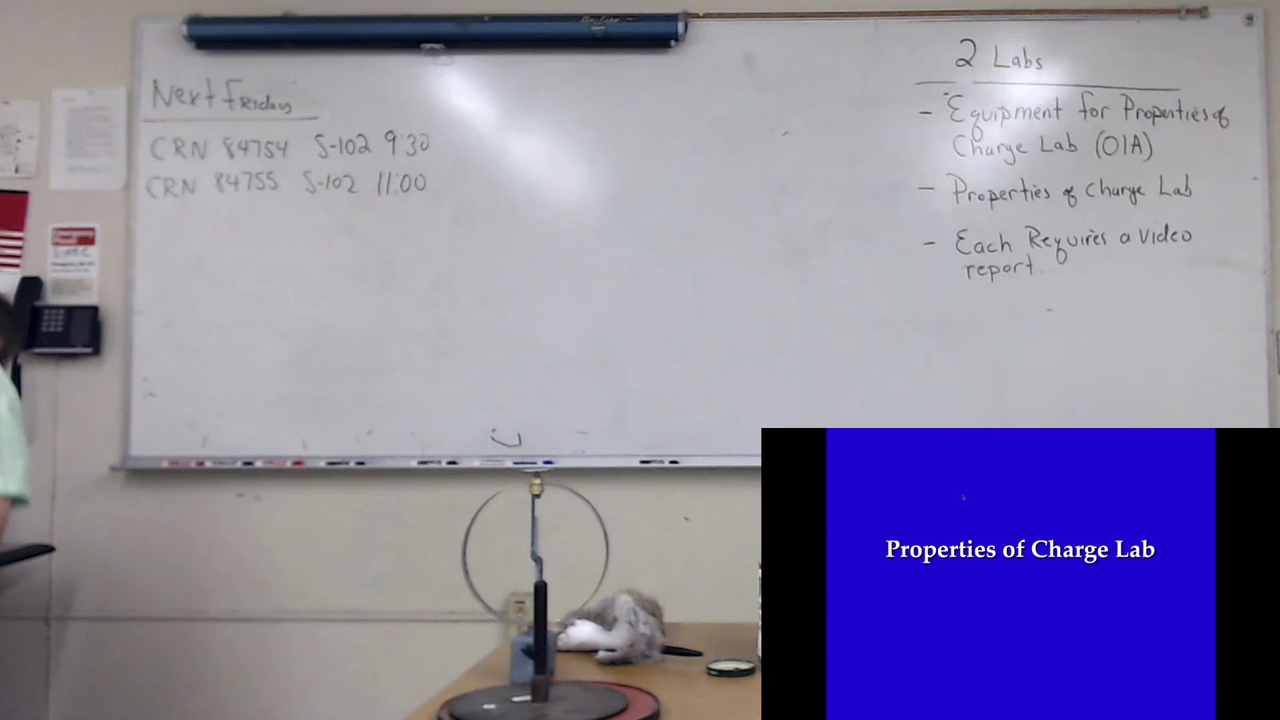 Next Friday
CRN 84754 S-102 9:30
CRN 84755 S-102 11:00
2 Labs
- Equipment for Properties of
Charge Lab (01A)
- Properties of Charge Lab
- Each Requires a video
report.
Properties of Charge Lab